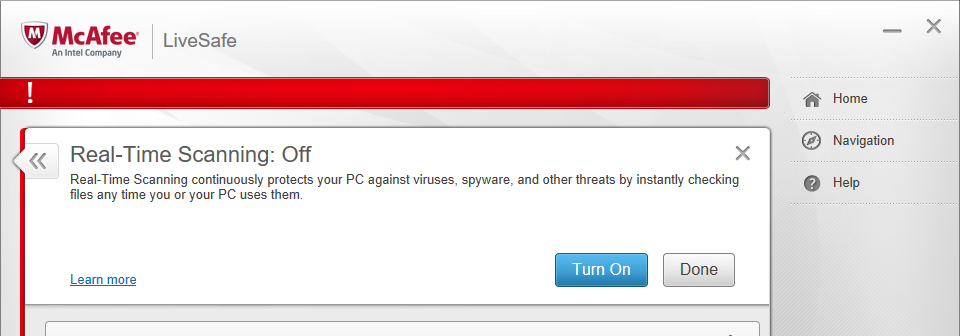 McAfee
An Intel Company
LiveSafe
!
Home
Navigation
Help
Real-Time Scanning: Off
Real-Time Scanning continuously protects your PC against viruses, spyware, and other threats by instantly checking
files any time you or your PC uses them.
Learn more
Turn On
Done